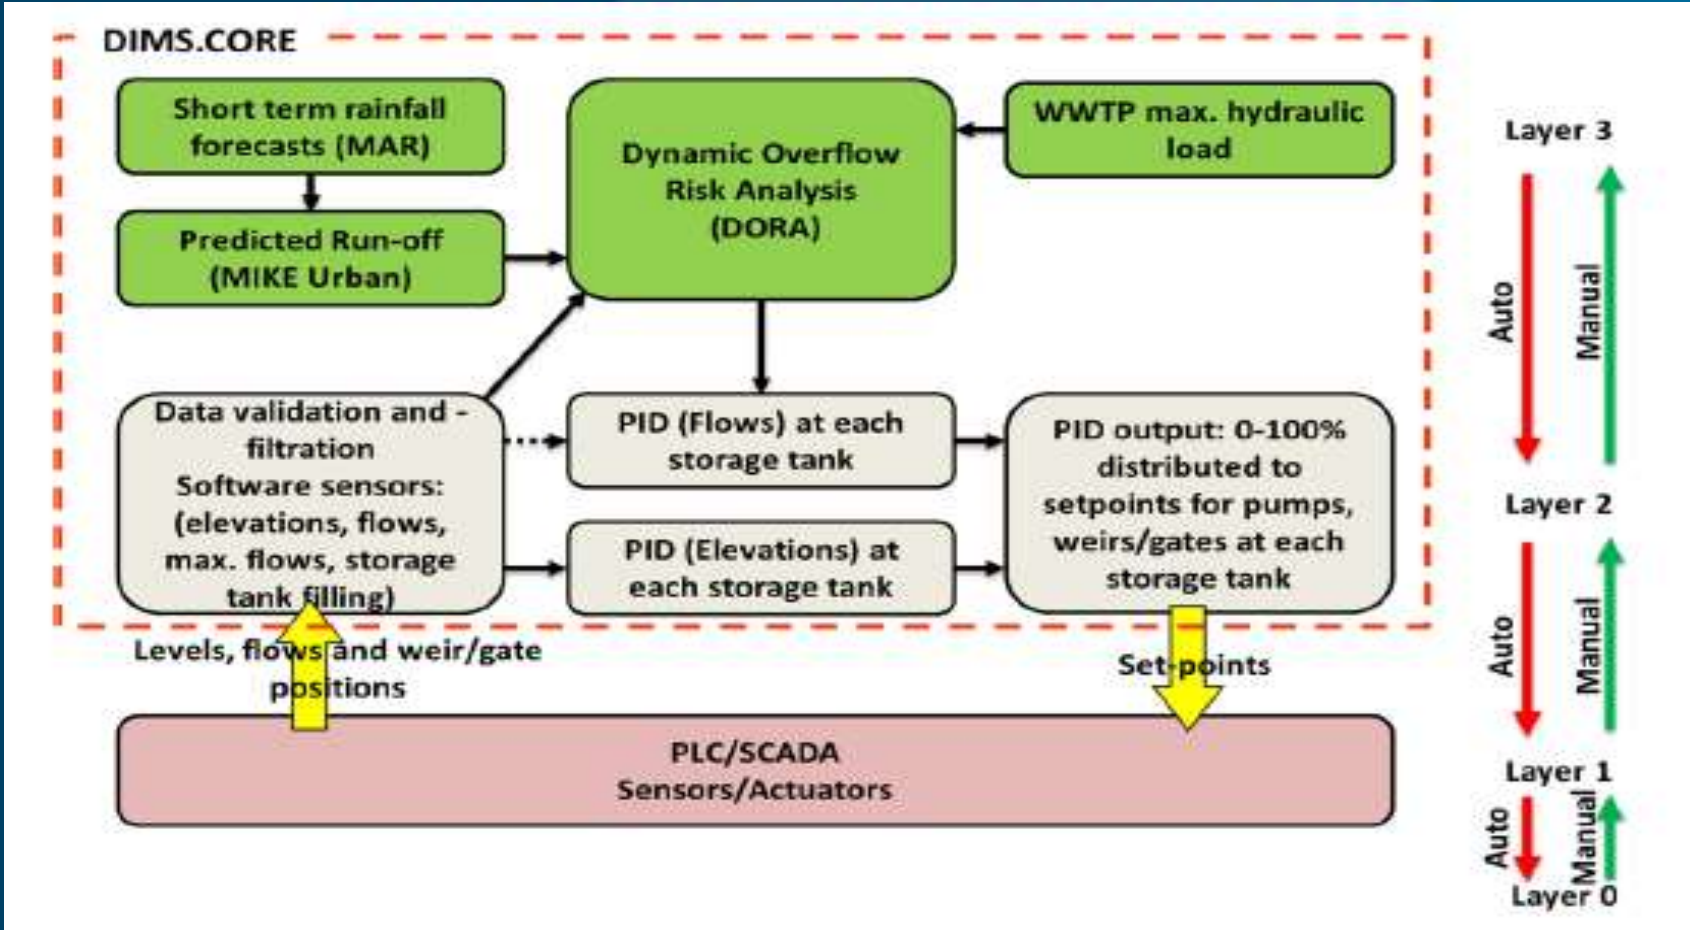 DIMS.CORE
Short term rainfall
forecasts (MAR)
Predicted Run-off
(MIKE Urban)
Dynamic Overflow
Risk Analysis
(DORA)
WWTP max. hydraulic
load
Data validation and -
filtration
Software sensors:
(elevations, flows,
max. flows, storage
tank filling)
PID (Flows) at each
storage tank
PID (Elevations) at
each storage tank
PID output: 0-100%
distributed to
setpoints for pumps,
weirs/gates at each
storage tank
Levels, flows and weir/gate
positions
Set-points
PLC/SCADA
Sensors/Actuators
Layer 3
Auto
Manual
Layer 2
Auto
Manual
Layer 1
Auto
Manual
Layer 0